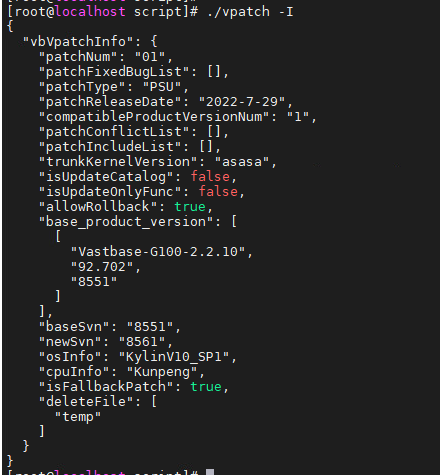 [root@localhost script]# ./vpatch -I
{
  "vbVpatchInfo": {
    "patchNum": "01",
    "patchFixedBugList": [],
    "patchType": "PSU",
    "patchReleaseDate": "2022-7-29",
    "compatibleProductVersionNum": "1",
    "patchConflictList": [],
    "patchIncludeList": [],
    "trunkKernelVersion": "asasa",
    "isUpdateCatalog": false,
    "isUpdateOnlyFunc": false,
    "allowRollback": true,
    "base_product_version": [
      [
        "Vastbase-G100-2.2.10",
        "92.702",
        "8551"
      ]
    ],
    "baseSvn": "8551",
    "newSvn": "8561",
    "osInfo": "KylinV10_SP1",
    "cpuInfo": "Kunpeng",
    "isFallbackPatch": true,
    "deleteFile": [
      "temp"
    ]
  }
}
[root@localhost script]#